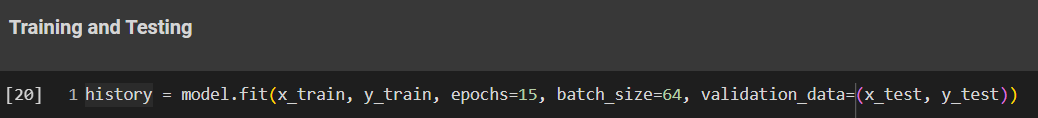 Training and Testing
[20] 1 history = model.fit(x_train, y_train, epochs=15, batch_size=64, validation_data=(x_test, y_test))